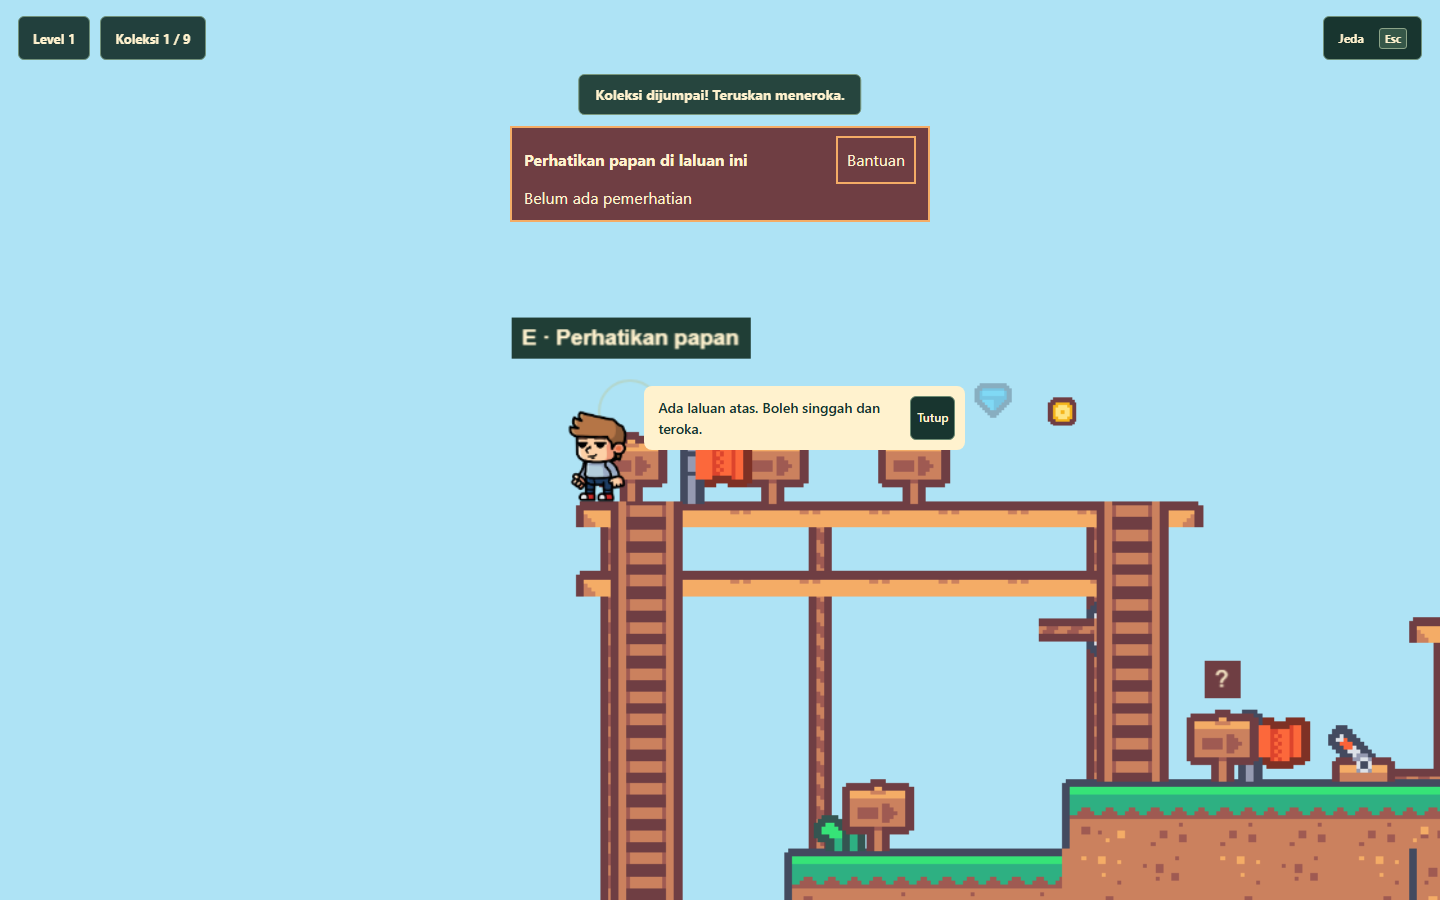 Level 1
Koleksi 1 / 9
Jeda Esc
Koleksi dijumpai! Teruskan meneroka.
Perhatikan papan di laluan ini
Bantuan
Belum ada pemerhatian
E · Perhatikan papan
Ada laluan atas. Boleh singgah dan
teroka.
Tutup
?